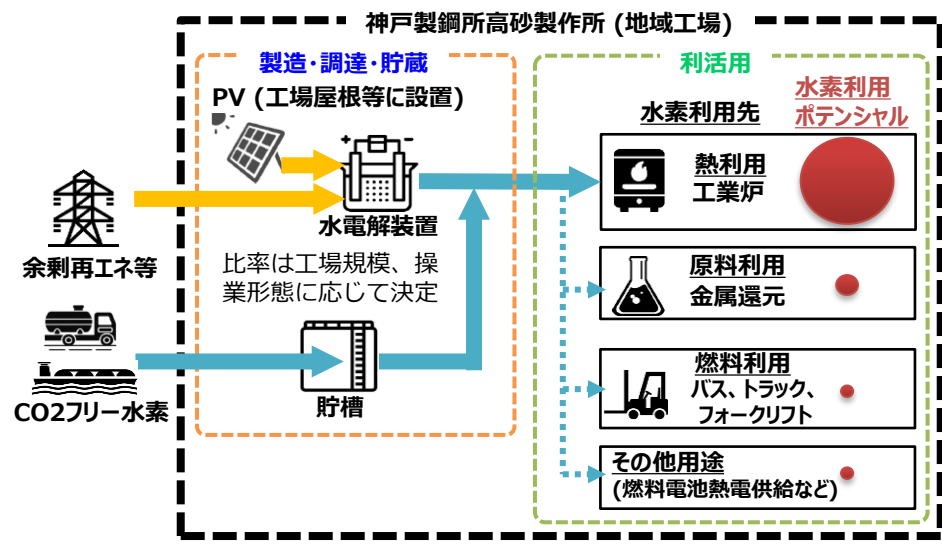 神戸製鋼所高砂製作所 (地域工場)
製造・調達・貯蔵
PV (工場屋根等に設置)
水電解装置
比率は工場規模、操
業形態に応じて決定
貯槽
余剰再エネ等
CO2フリー水素
利活用
水素利用先
水素利用
ポテンシャル
熱利用
工業炉
原料利用
金属還元
燃料利用
バス、トラック、
フォークリフト
その他用途
(燃料電池熱電供給など)